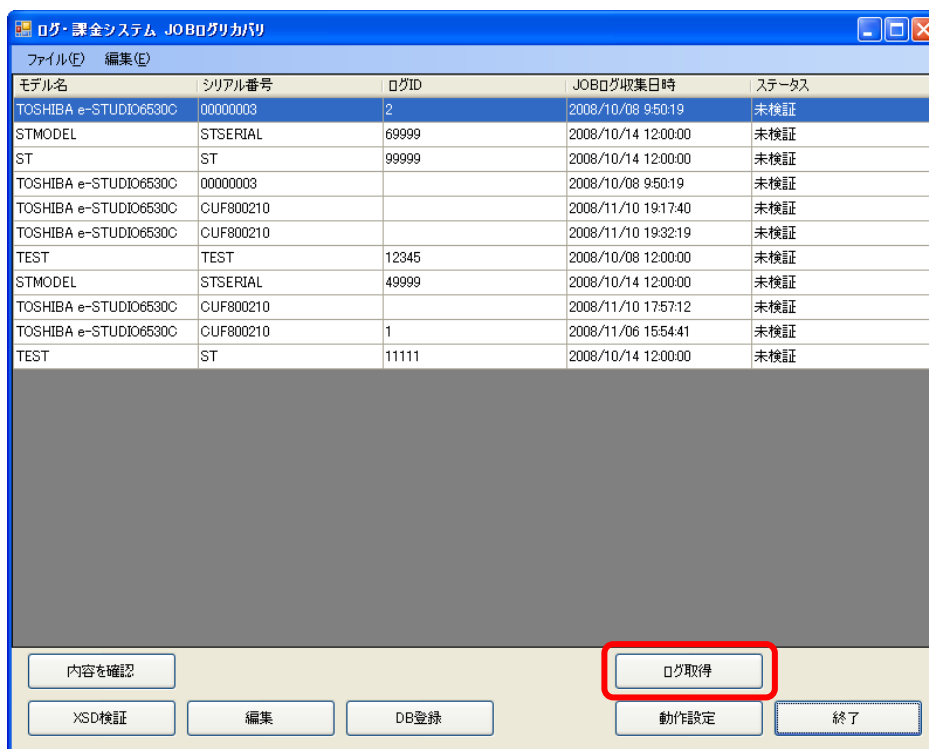 ログ・課金システム JOBログリカバリ
ファイル(F) 編集(E)
モデル名 シリアル番号 ログID JOBログ収集日時 ステータス
TOSHIBA e-STUDIO6530C 00000003 2 2008/10/08 9:50:19 未検証
STMODEL STSERIAL 69999 2008/10/14 12:00:00 未検証
ST ST 99999 2008/10/14 12:00:00 未検証
TOSHIBA e-STUDIO6530C 00000003 2008/10/08 9:50:19 未検証
TOSHIBA e-STUDIO6530C CUF800210 2008/11/10 19:17:40 未検証
TOSHIBA e-STUDIO6530C CUF800210 2008/11/10 19:32:19 未検証
TEST TEST 12345 2008/10/08 12:00:00 未検証
STMODEL STSERIAL 49999 2008/10/14 12:00:00 未検証
TOSHIBA e-STUDIO6530C CUF800210 2008/11/10 17:57:12 未検証
TOSHIBA e-STUDIO6530C CUF800210 1 2008/11/06 15:54:41 未検証
TEST ST 11111 2008/10/14 12:00:00 未検証
内容を確認 ログ取得
XSD検証 編集 DB登録 動作設定 終了